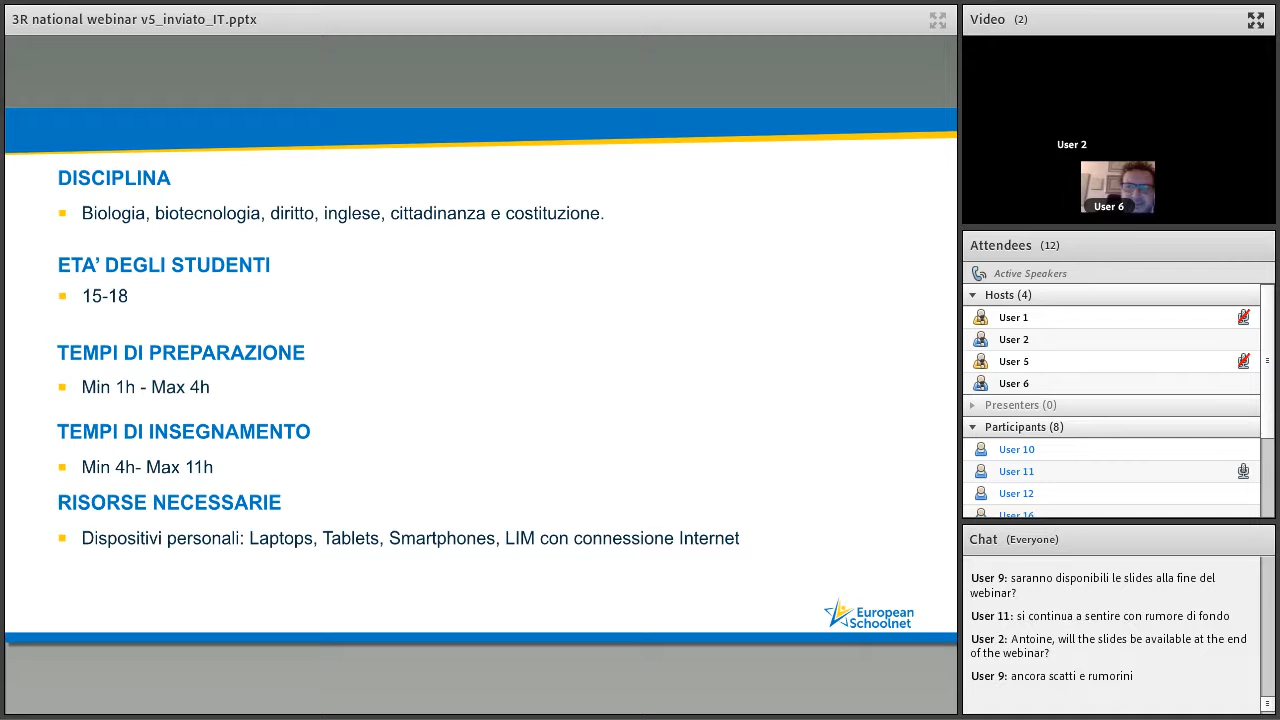 3R national webinar v5_inviato_IT.pptx
DISCIPLINA
Biologia, biotecnologia, diritto, inglese, cittadinanza e costituzione.
ETA’ DEGLI STUDENTI
15-18
TEMPI DI PREPARAZIONE
Min 1h - Max 4h
TEMPI DI INSEGNAMENTO
Min 4h- Max 11h
RISORSE NECESSARIE
Dispositivi personali: Laptops, Tablets, Smartphones, LIM con connessione Internet
European
Schoolnet
Video (2)
User 2
User 6
Attendees (12)
Active Speakers
Hosts (4)
User 1
User 2
User 5
User 6
Presenters (0)
Participants (8)
User 10
User 11
User 12
User 16
Chat (Everyone)
User 9: saranno disponibili le slides alla fine del
webinar?
User 11: si continua a sentire con rumore di fondo
User 2: Antoine, will the slides be available at the end
of the webinar?
User 9: ancora scatti e rumorini